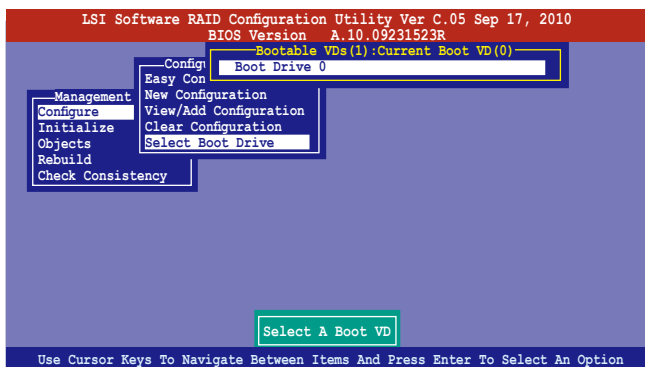 LSI Software RAID Configuration Utility Ver C.05 Sep 17, 2010
BIOS Version A.10.09231523R
Bootable VDs(1):Current Boot VD(0)
Boot Drive 0
Easy Con
New Configuration
View/Add Configuration
Clear Configuration
Select Boot Drive
Management
Configure
Initialize
Objects
Rebuild
Check Consistency
Select A Boot VD
Use Cursor Keys To Navigate Between Items And Press Enter To Select An Option